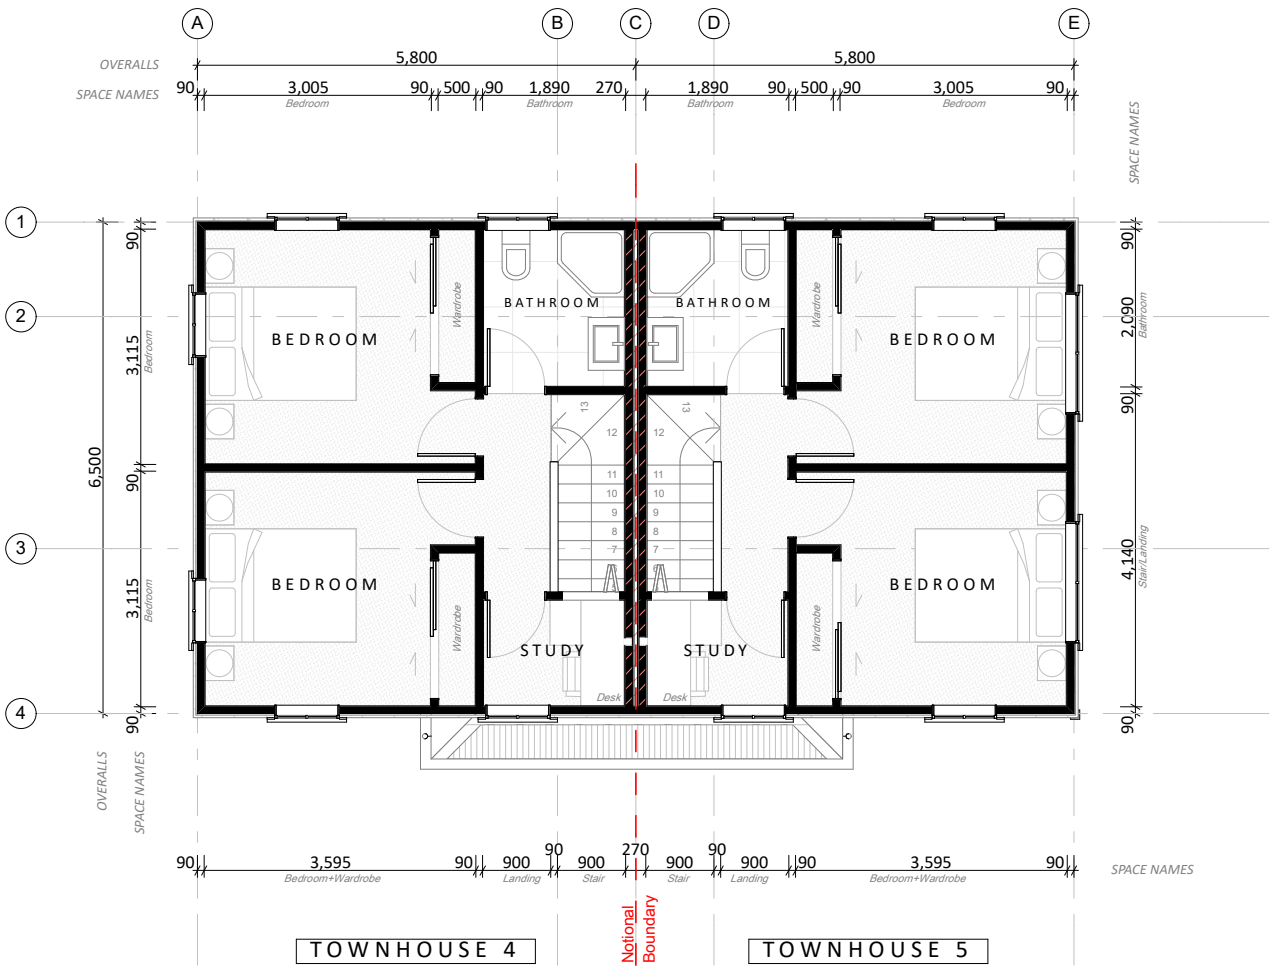 A B C D E
OVERALLS 5,800 5,800
SPACE NAMES 90 3,005 90 500 90 1,890 270 1,890 90 500 90 3,005 90
Bedroom Bathroom Bathroom Bedroom
SPACE NAMES
1
90 90
2
BATHROOM BATHROOM
Wardrobe Wardrobe
BEDROOM BEDROOM
3,115 Bedroom
2,090 Bathroom
13 13
12 12
90
6,500
90
11 11
10 10
9 9
8 8
7 7
3
4,140 Stair/Landing
BEDROOM BEDROOM
3,115 Bedroom
Wardrobe Wardrobe
STUDY STUDY
Desk Desk
4
90 90
OVERALLS
SPACE NAMES
90 3,595 90 900 90 900 270 900 90 900 90 3,595 90
Bedroom+Wardrobe Landing Stair Stair Landing Bedroom+Wardrobe
SPACE NAMES
Notional
Boundary
TOWNHOUSE 4
TOWNHOUSE 5